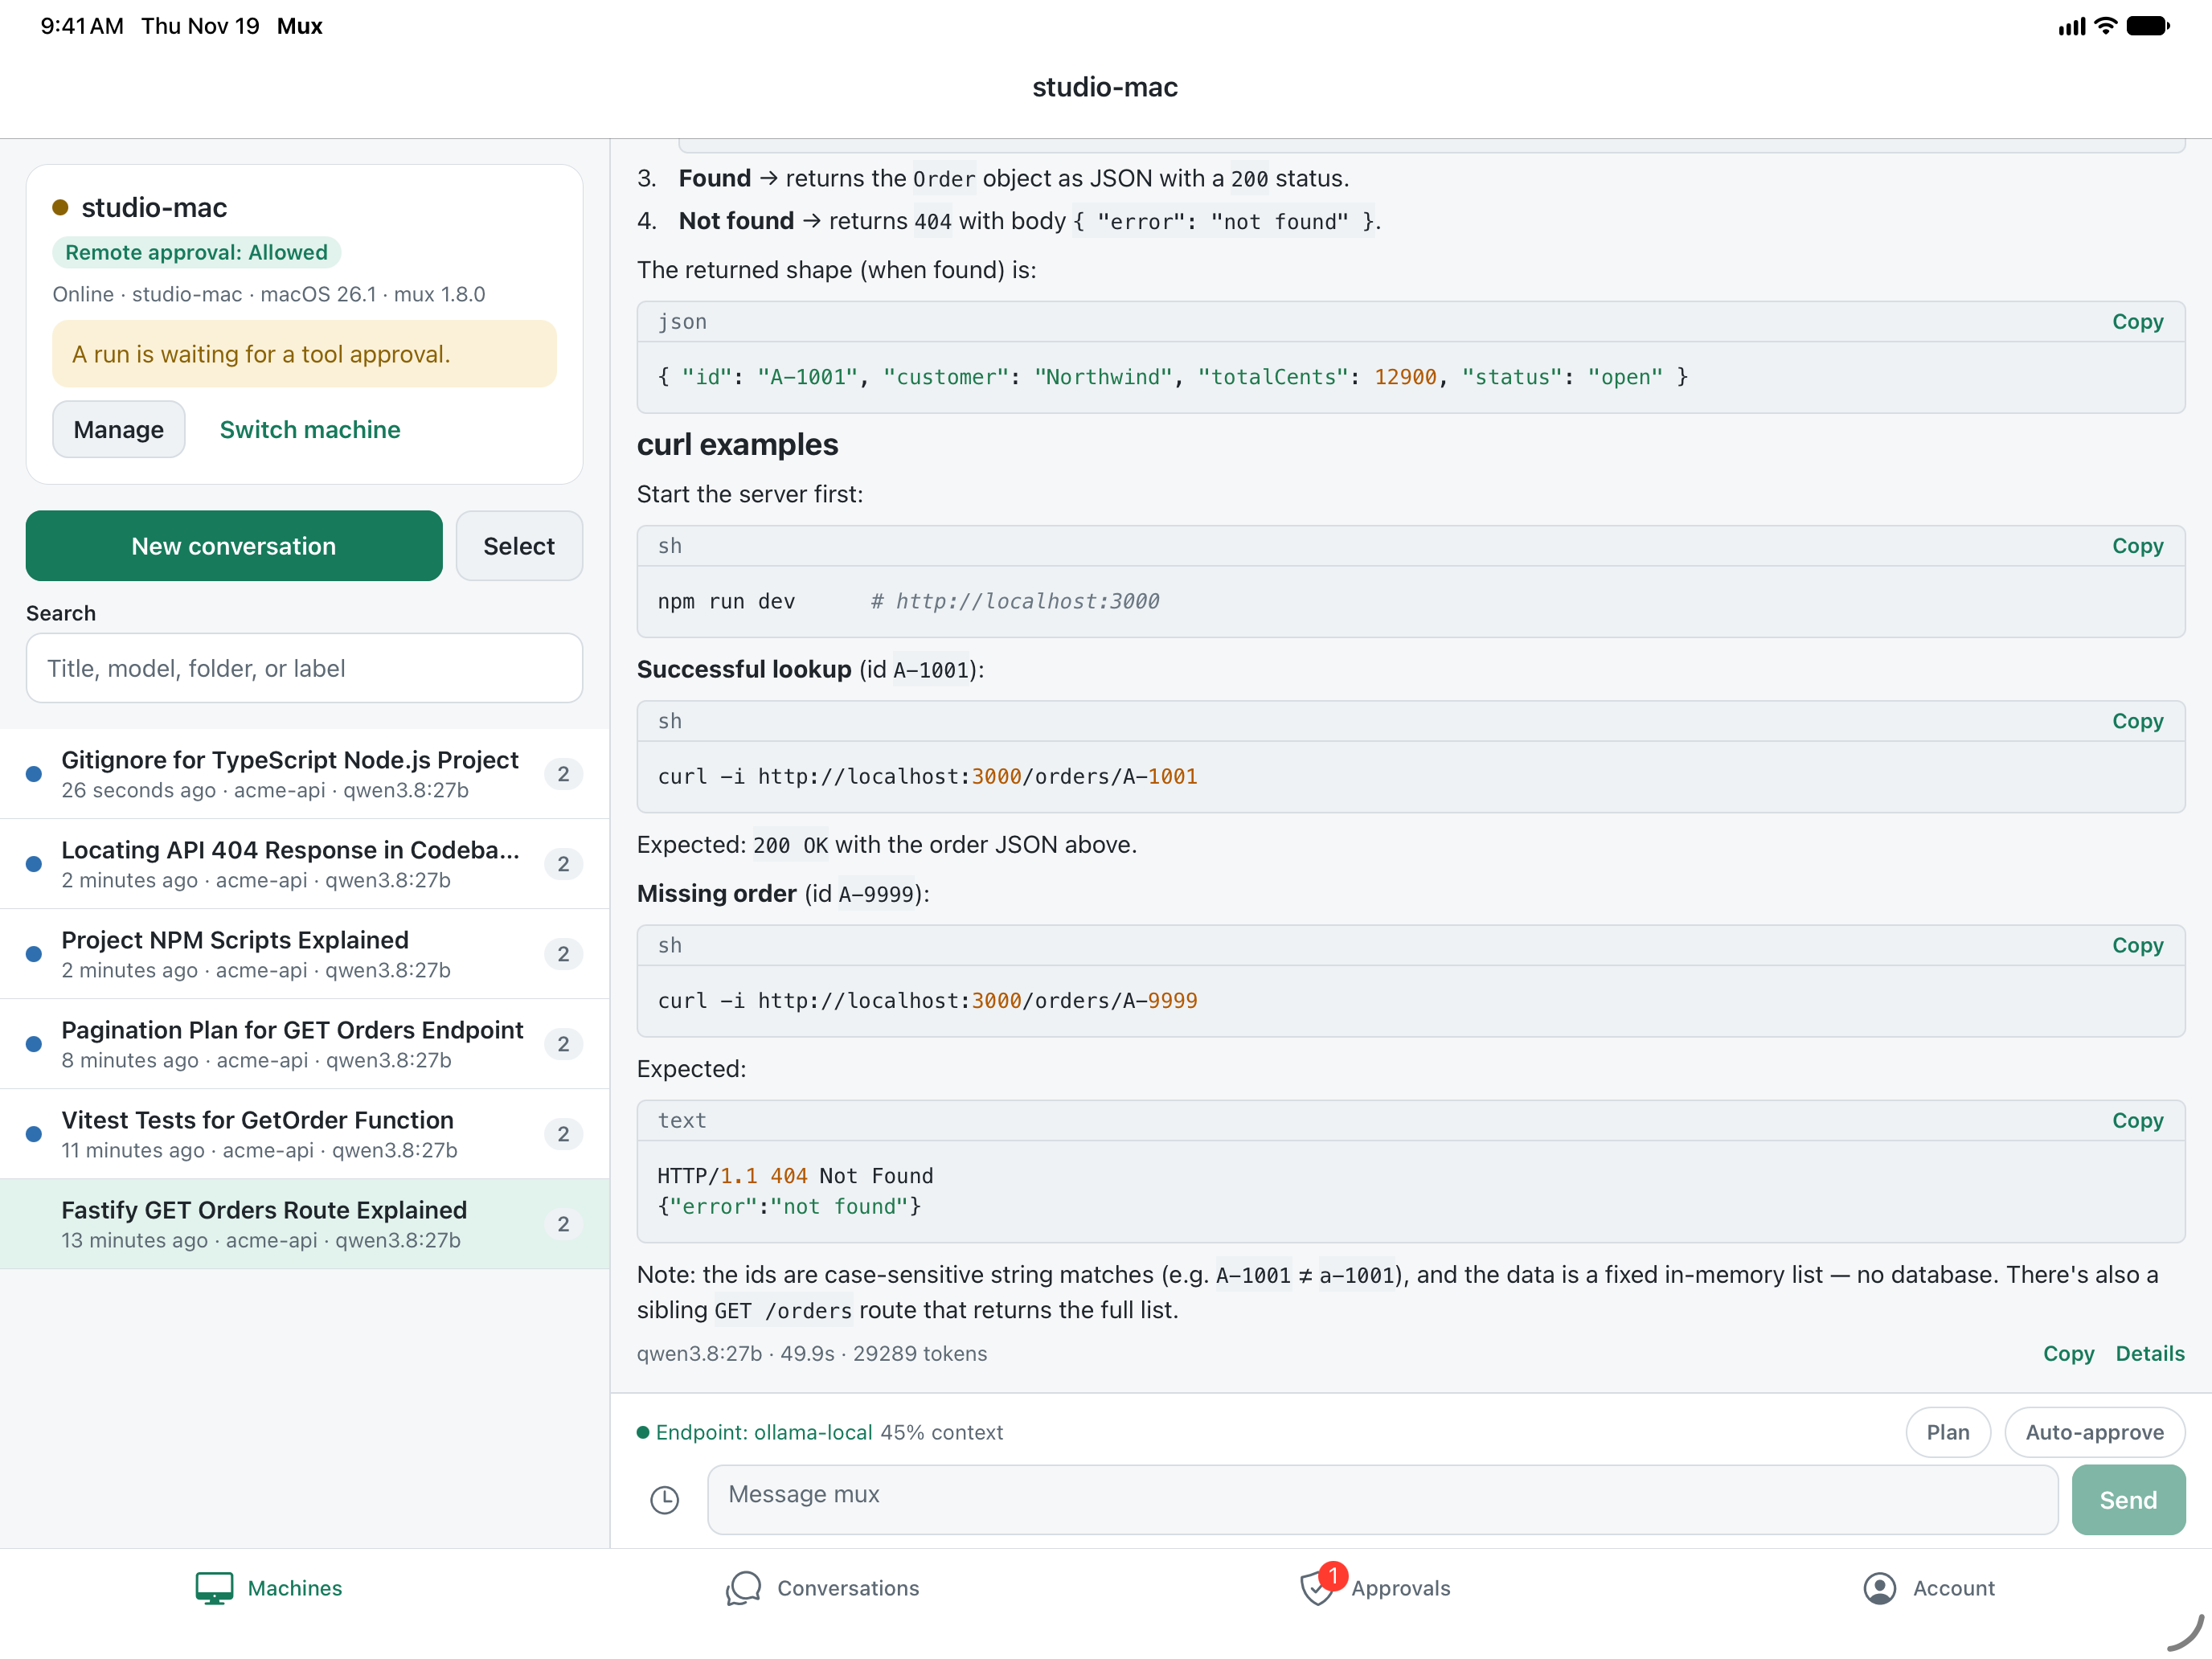 9:41 AM Thu Nov 19 Mux
studio-mac
studio-mac
Remote approval: Allowed
Online · studio-mac · macOS 26.1 · mux 1.8.0
A run is waiting for a tool approval.
Manage
Switch machine
New conversation
Select
Search
Title, model, folder, or label
Gitignore for TypeScript Node.js Project
26 seconds ago · acme-api · qwen3.8:27b
2
Locating API 404 Response in Codeba...
2 minutes ago · acme-api · qwen3.8:27b
2
Project NPM Scripts Explained
2 minutes ago · acme-api · qwen3.8:27b
2
Pagination Plan for GET Orders Endpoint
8 minutes ago · acme-api · qwen3.8:27b
2
Vitest Tests for GetOrder Function
11 minutes ago · acme-api · qwen3.8:27b
2
Fastify GET Orders Route Explained
13 minutes ago · acme-api · qwen3.8:27b
2
3. Found → returns the Order object as JSON with a 200 status.
4. Not found → returns 404 with body { "error": "not found" }.
The returned shape (when found) is:
json
Copy
{ "id": "A-1001", "customer": "Northwind", "totalCents": 12900, "status": "open" }
curl examples
Start the server first:
sh
Copy
npm run dev # http://localhost:3000
Successful lookup (id A-1001):
sh
Copy
curl -i http://localhost:3000/orders/A-1001
Expected: 200 OK with the order JSON above.
Missing order (id A-9999):
sh
Copy
curl -i http://localhost:3000/orders/A-9999
Expected:
text
Copy
HTTP/1.1 404 Not Found
{"error":"not found"}
Note: the ids are case-sensitive string matches (e.g. A-1001 ≠ a-1001), and the data is a fixed in-memory list — no database. There's also a
sibling GET /orders route that returns the full list.
qwen3.8:27b · 49.9s · 29289 tokens
Copy Details
Endpoint: ollama-local 45% context
Plan
Auto-approve
Message mux
Send
Machines
Conversations
1
Approvals
Account